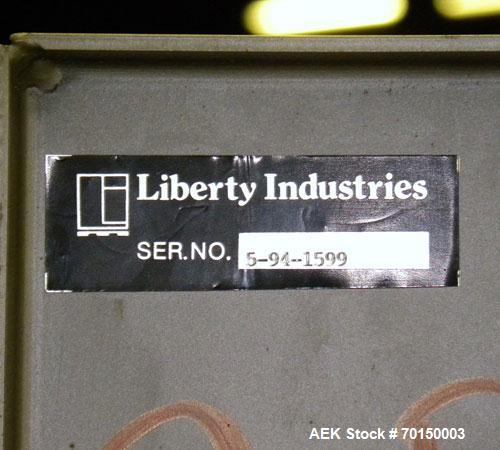 Liberty Industries
SER.NO. 5-94--1599
AEK Stock # 70150003